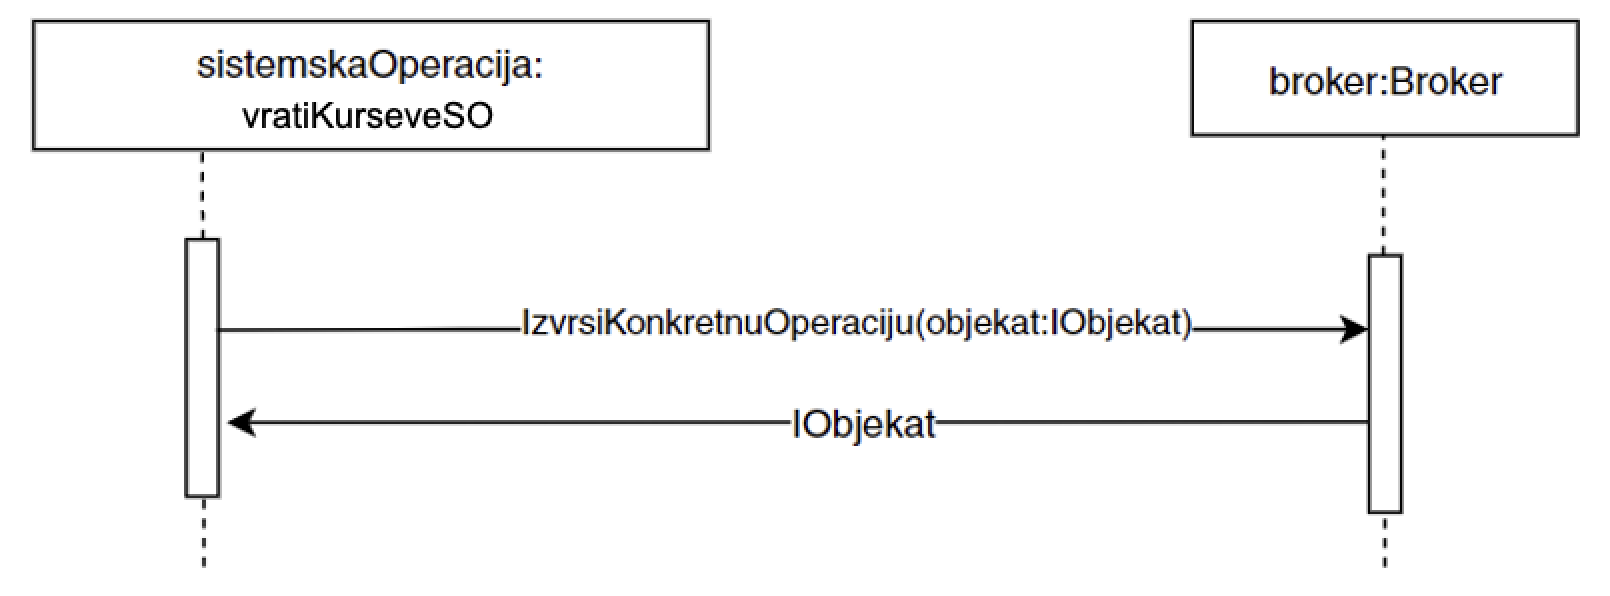 sistemskaOperacija:
vratiKurseveSO
broker:Broker
IzvrsiKonkretnuOperaciju(objekat:IObjekat)
IObjekat